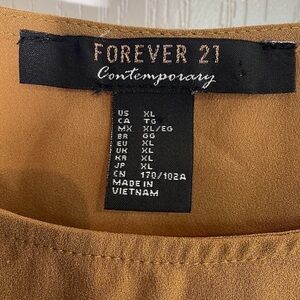 FOREVER 21
Contemporary
US XL
CA TG
MX XL/EG
BR GG
EU XL
UK XL
KR XL
JP XL
CN 170/102A
MADE IN
VIETNAM